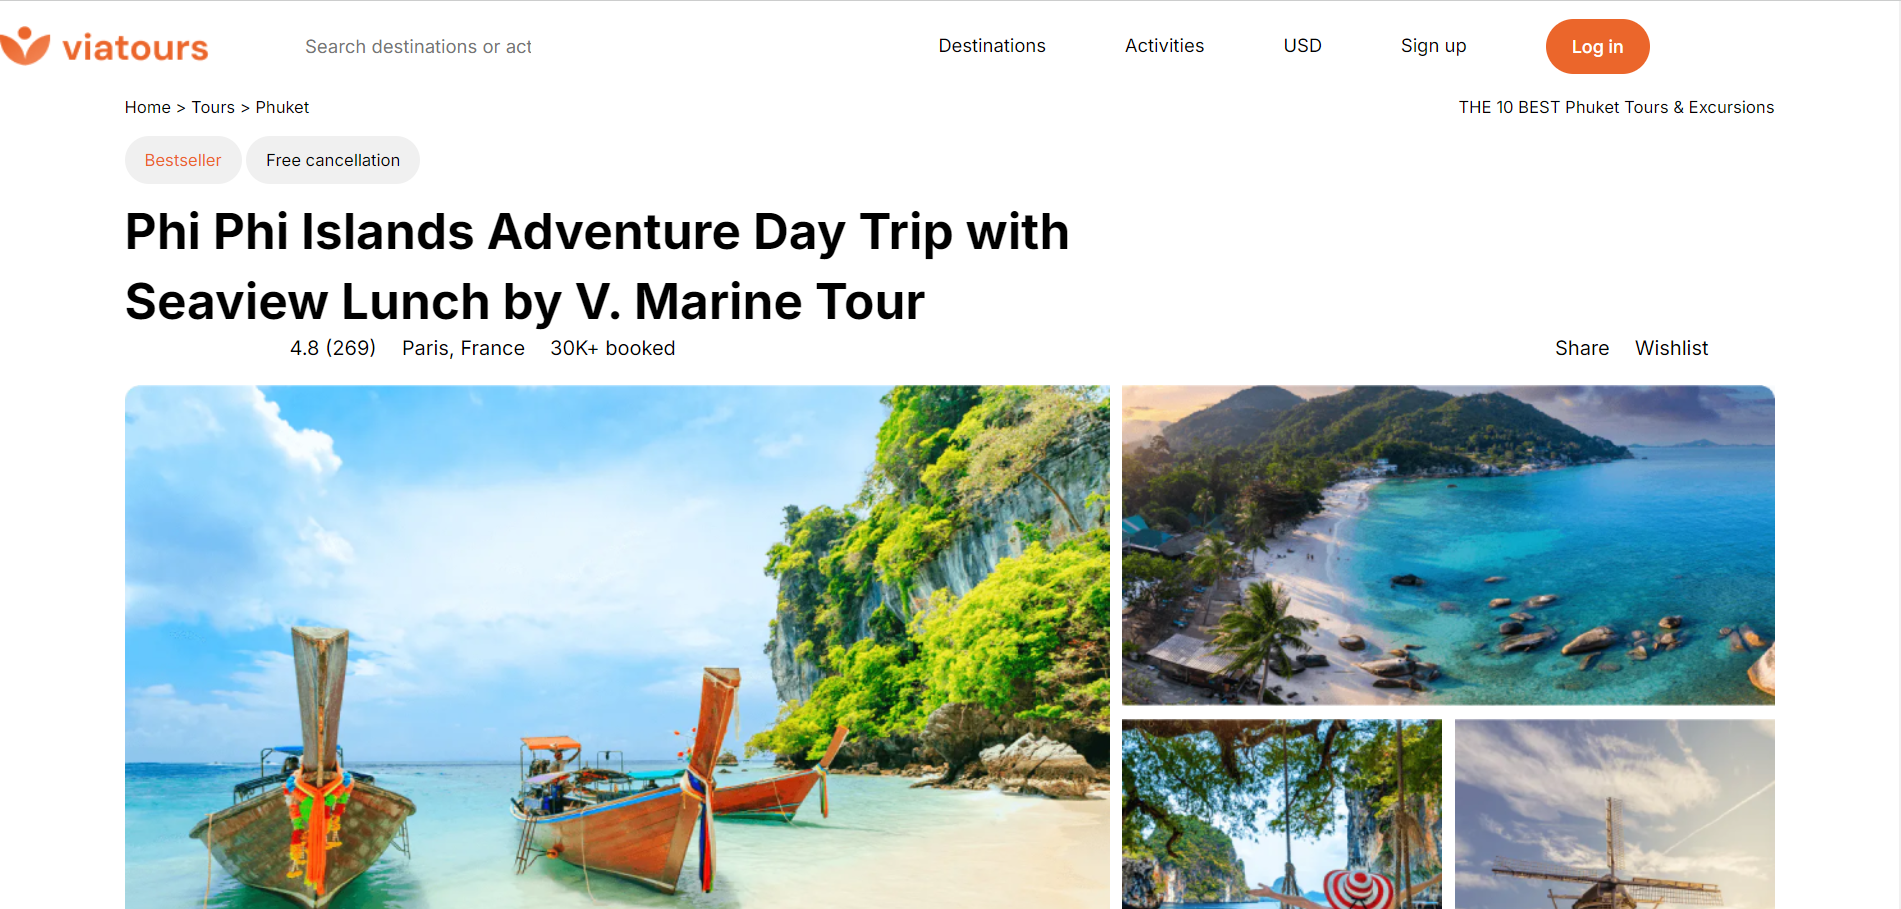 viatours
Search destinations or act
Destinations
Activities
USD
Sign up
Log in
Home > Tours > Phuket
THE 10 BEST Phuket Tours & Excursions
Bestseller
Free cancellation
Phi Phi Islands Adventure Day Trip with
Seaview Lunch by V. Marine Tour
4.8 (269)
Paris, France
30K+ booked
Share
Wishlist